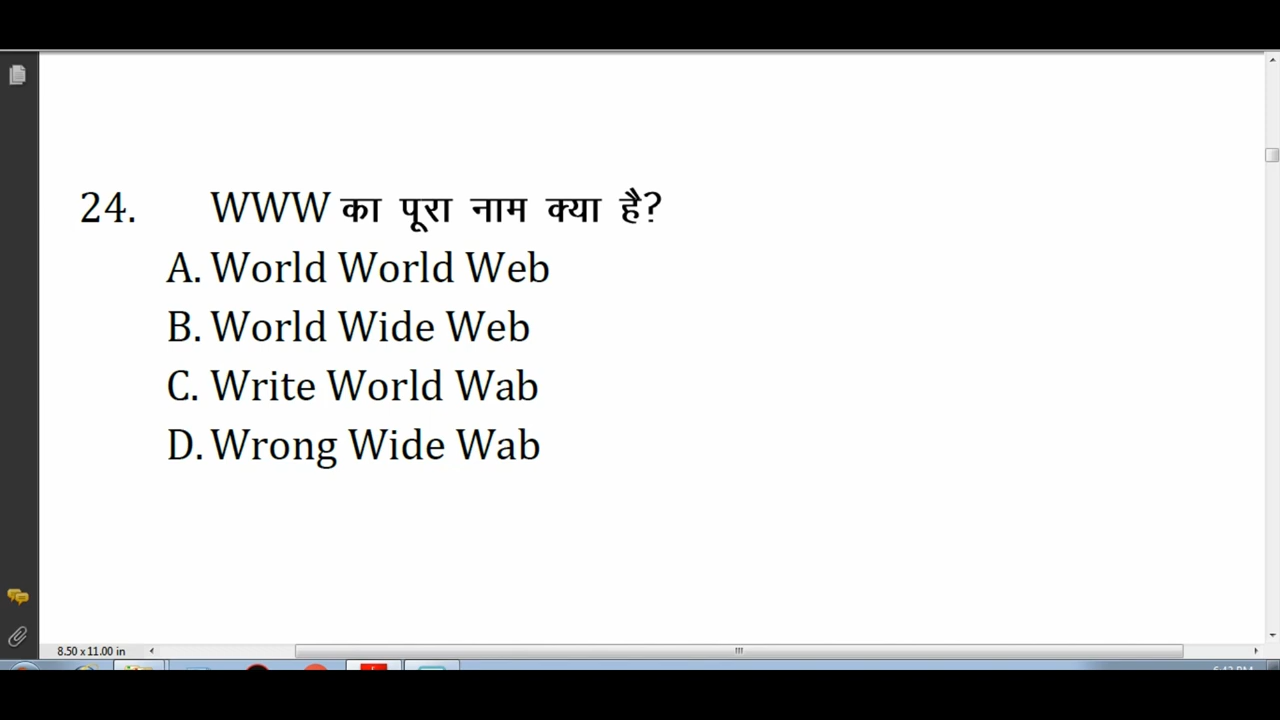 24. WWW का पूरा नाम क्या है?
A. World World Web
B. World Wide Web
C. Write World Wab
D. Wrong Wide Wab
8.50 x 11.00 in